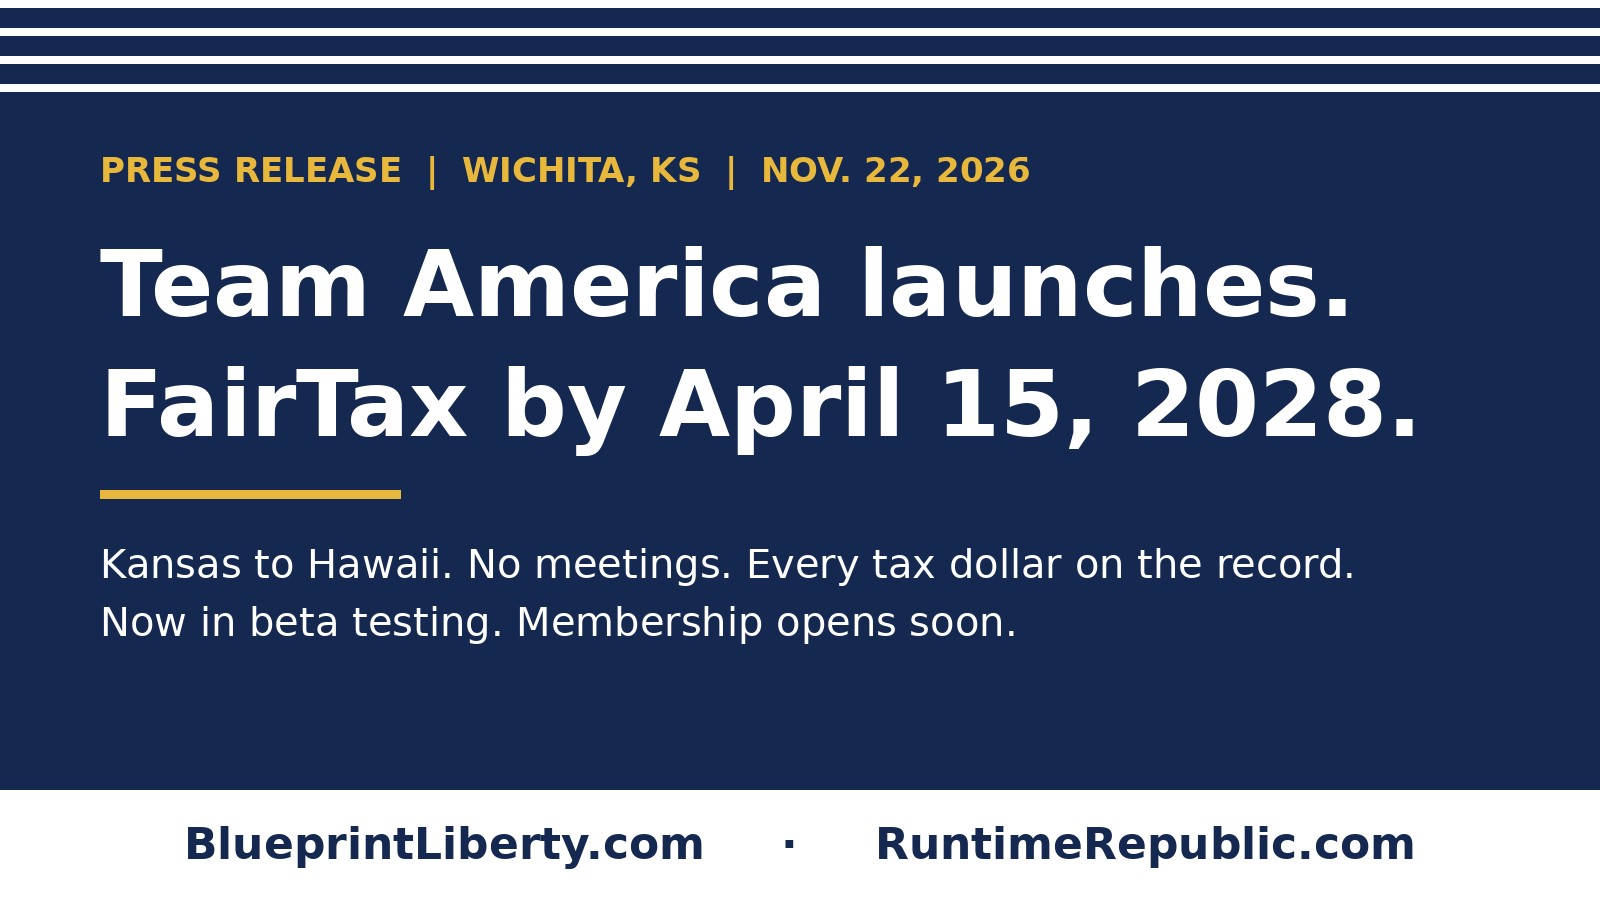 PRESS RELEASE | WICHITA, KS | NOV. 22, 2026
Team America launches.
FairTax by April 15, 2028.
Kansas to Hawaii. No meetings. Every tax dollar on the record.
Now in beta testing. Membership opens soon.
BlueprintLiberty.com · RuntimeRepublic.com